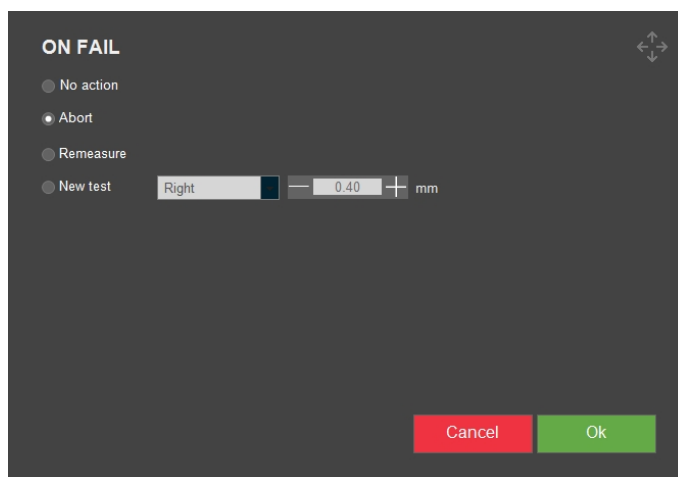 ON FAIL
No action
Abort
Remeasure
New test Right 0.40 mm
Cancel Ok